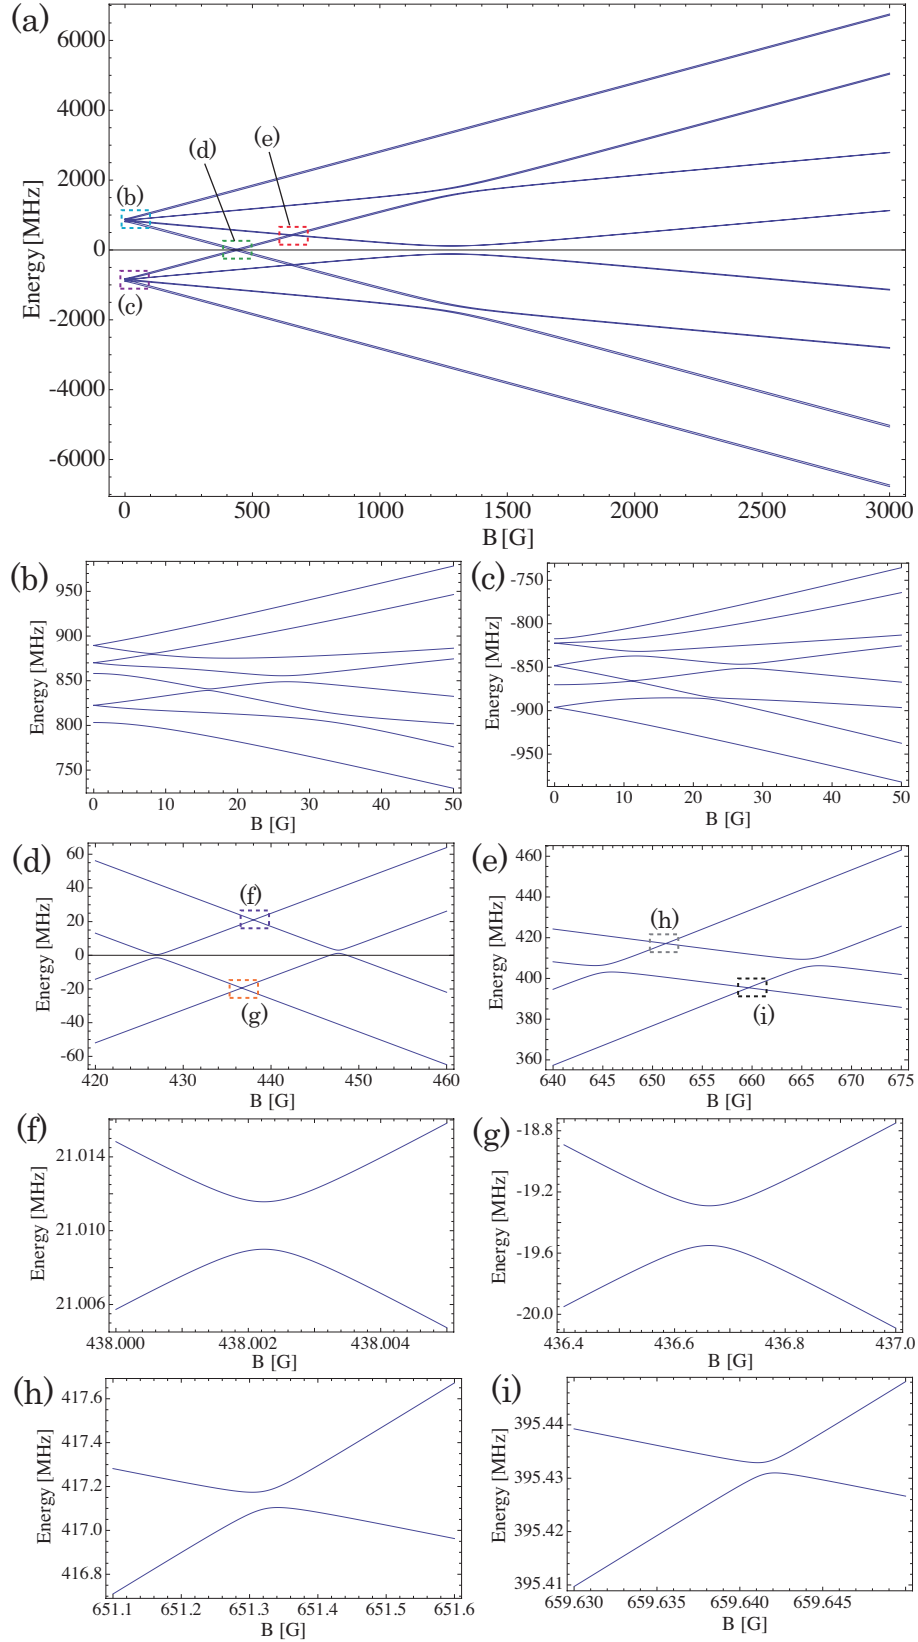 (a)
6000
4000
2000
0
-2000
-4000
-6000
Energy [MHz]
(b)
(c)
(d)
(e)
0 500 1000 1500 2000 2500 3000
B [G]
(b)
950
900
850
800
750
Energy [MHz]
0 10 20 30 40 50
B [G]
(c)
-750
-800
-850
-900
-950
Energy [MHz]
0 10 20 30 40 50
B [G]
(d)
60
40
20
0
-20
-40
-60
Energy [MHz]
(f)
(g)
420 430 440 450 460
B [G]
(e)
460
440
420
400
380
360
Energy [MHz]
(h)
(i)
640 645 650 655 660 665 670 675
B [G]
(f)
21.014
21.010
21.006
Energy [MHz]
438.000 438.002 438.004
B [G]
(g)
-18.8
-19.2
-19.6
-20.0
Energy [MHz]
436.4 436.6 436.8 437.0
B [G]
(h)
417.6
417.4
417.2
417.0
416.8
Energy [MHz]
651.1 651.2 651.3 651.4 651.5 651.6
B [G]
(i)
395.44
395.43
395.42
395.41
Energy [MHz]
659.630 659.635 659.640 659.645
B [G]